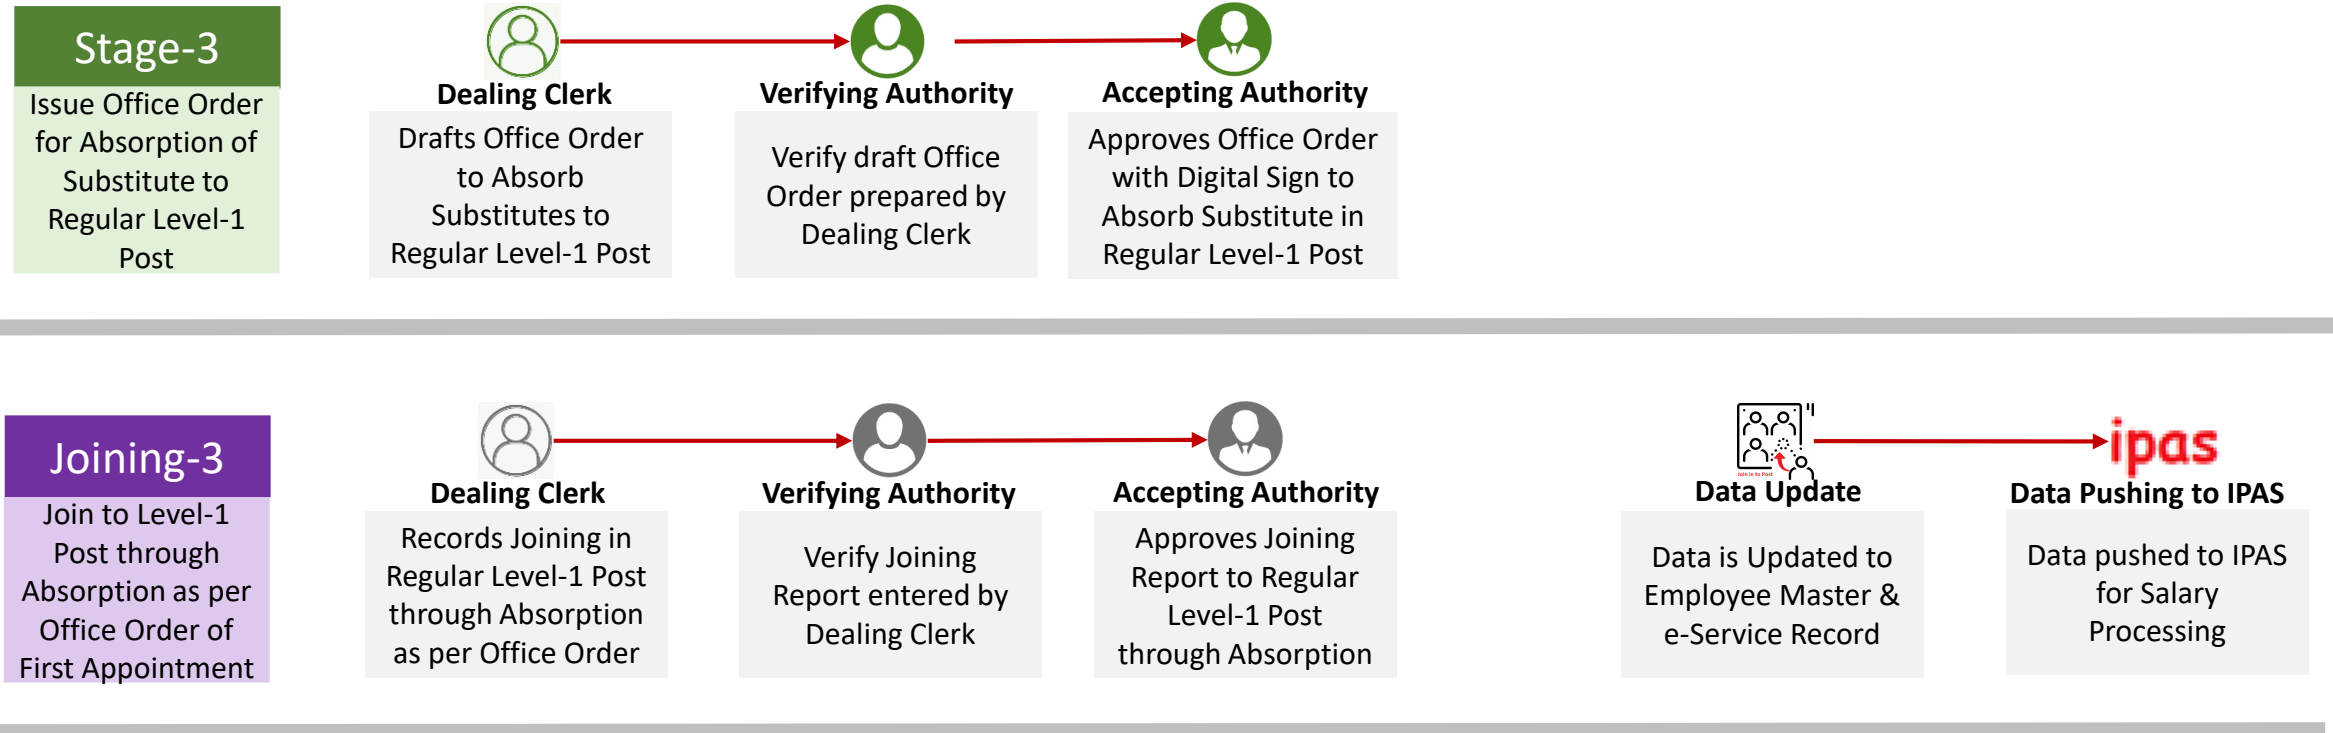 Stage-3
Issue Office Order
for Absorption of
Substitute to
Regular Level-1
Post
Dealing Clerk
Drafts Office Order
to Absorb
Substitutes to
Regular Level-1 Post
Verifying Authority
Verify draft Office
Order prepared by
Dealing Clerk
Accepting Authority
Approves Office Order
with Digital Sign to
Absorb Substitute in
Regular Level-1 Post
Joining-3
Join to Level-1
Post through
Absorption as per
Office Order of
First Appointment
Dealing Clerk
Records Joining in
Regular Level-1 Post
through Absorption
as per Office Order
Verifying Authority
Verify Joining
Report entered by
Dealing Clerk
Accepting Authority
Approves Joining
Report to Regular
Level-1 Post
through Absorption
Join in to Post
Data Update
Data is Updated to
Employee Master &
e-Service Record
ipas
Data Pushing to IPAS
Data pushed to IPAS
for Salary
Processing